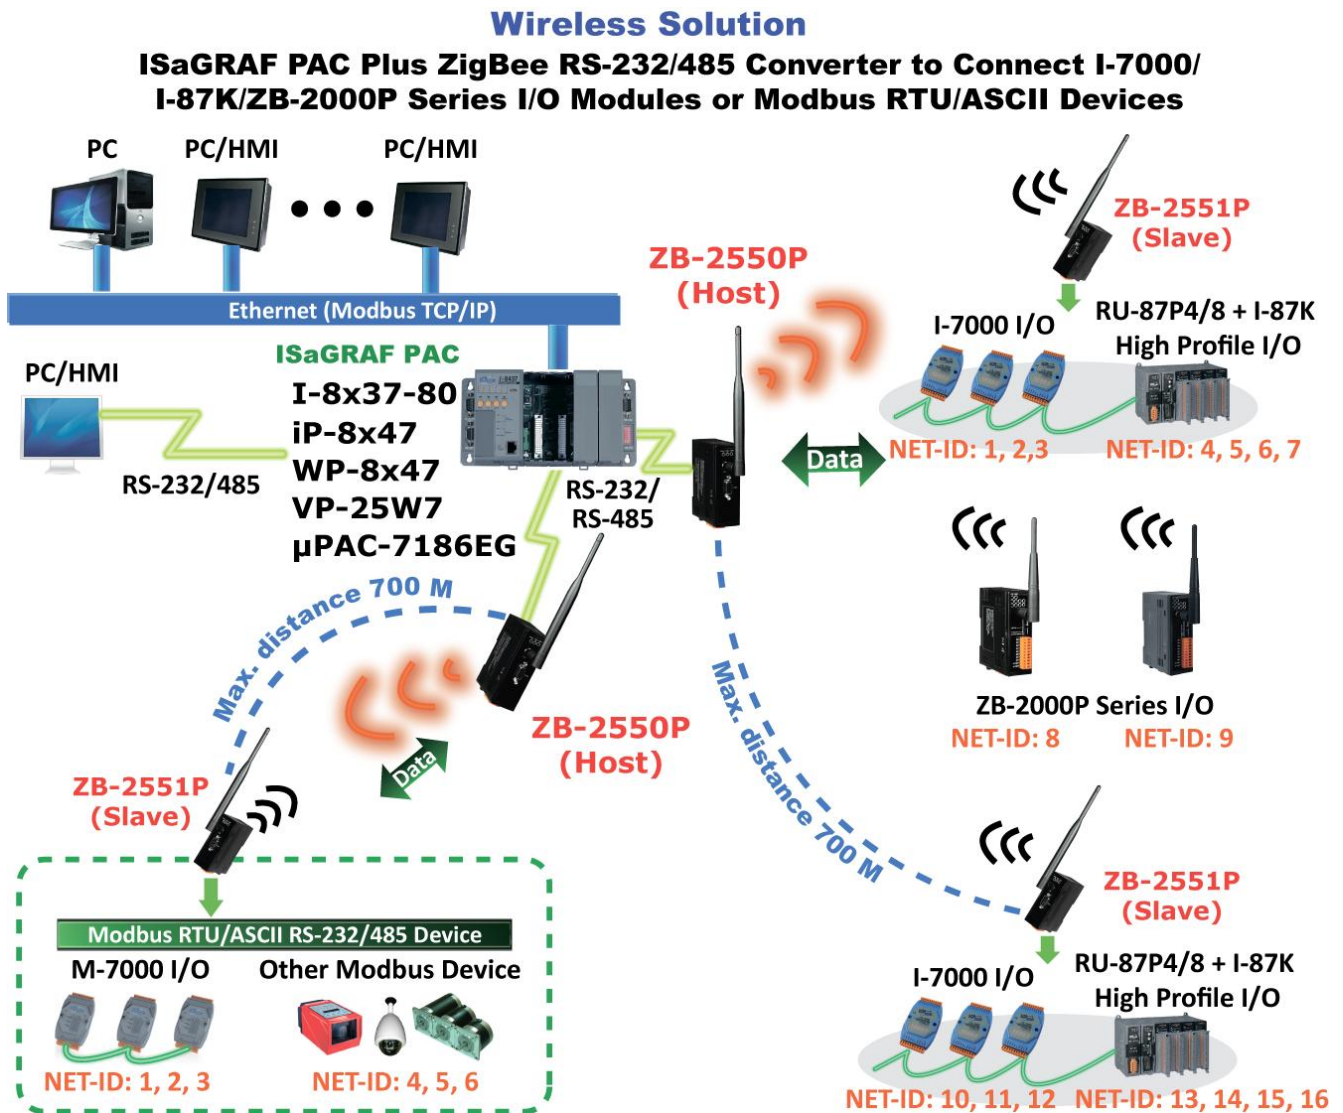 Wireless Solution
ISaGRAF PAC Plus ZigBee RS-232/485 Converter to Connect I-7000/
I-87K/ZB-2000P Series I/O Modules or Modbus RTU/ASCII Devices
PC
PC/HMI
PC/HMI
Ethernet (Modbus TCP/IP)
PC/HMI
RS-232/485
ISaGRAF PAC
I-8x37-80
iP-8x47
WP-8x47
VP-25W7
µPAC-7186EG
RS-232/
RS-485
ZB-2550P
(Host)
Data
ZB-2551P
(Slave)
I-7000 I/O
RU-87P4/8 + I-87K
High Profile I/O
NET-ID: 1, 2,3
NET-ID: 4, 5, 6, 7
ZB-2000P Series I/O
NET-ID: 8
NET-ID: 9
Max. distance 700 M
Max. distance 700 M
ZB-2550P
(Host)
Data
ZB-2551P
(Slave)
Modbus RTU/ASCII RS-232/485 Device
M-7000 I/O
Other Modbus Device
NET-ID: 1, 2, 3
NET-ID: 4, 5, 6
ZB-2551P
(Slave)
I-7000 I/O
RU-87P4/8 + I-87K
High Profile I/O
NET-ID: 10, 11, 12
NET-ID: 13, 14, 15, 16